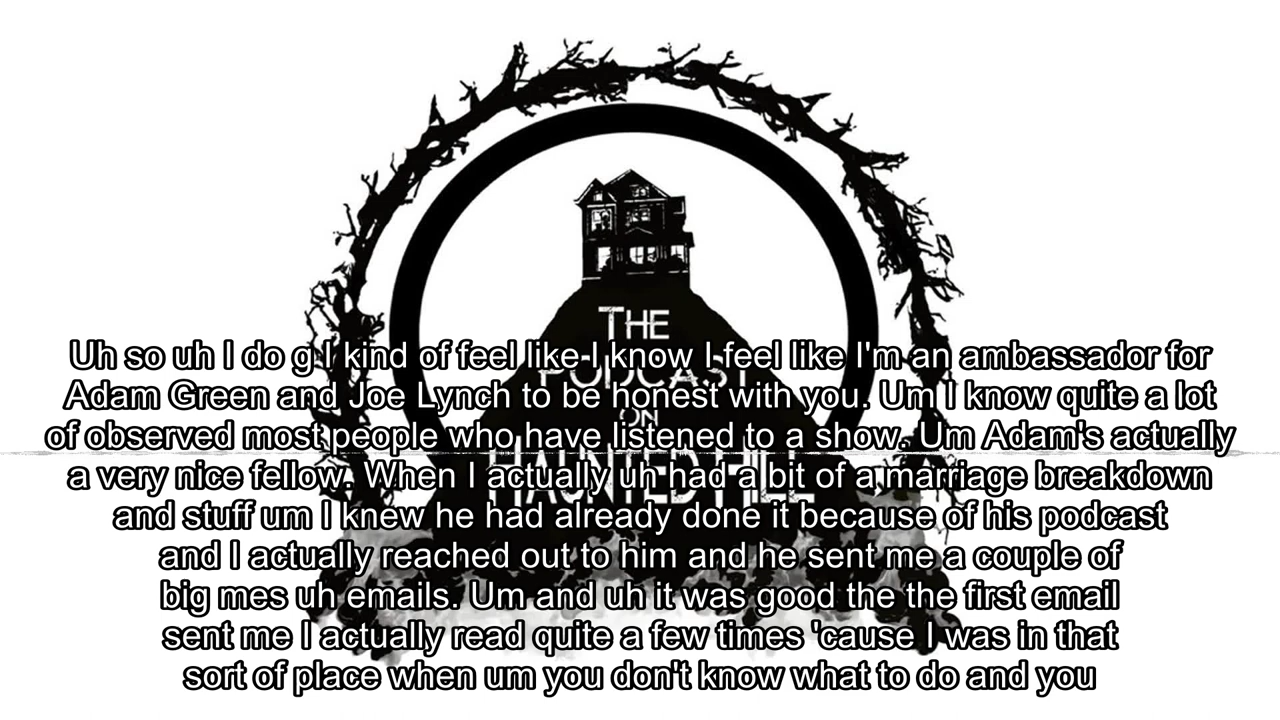 THE
PODCAST
ON
HAUNTED HILL
Uh so uh I do g I kind of feel like I know I feel like I'm an ambassador for
Adam Green and Joe Lynch to be honest with you. Um I know quite a lot
of observed most people who have listened to a show. Um Adam's actually
a very nice fellow. When I actually uh had a bit of a marriage breakdown
and stuff um I knew he had already done it because of his podcast
and I actually reached out to him and he sent me a couple of
big mes uh emails. Um and uh it was good the the first email
sent me I actually read quite a few times 'cause I was in that
sort of place when um you don't know what to do and you